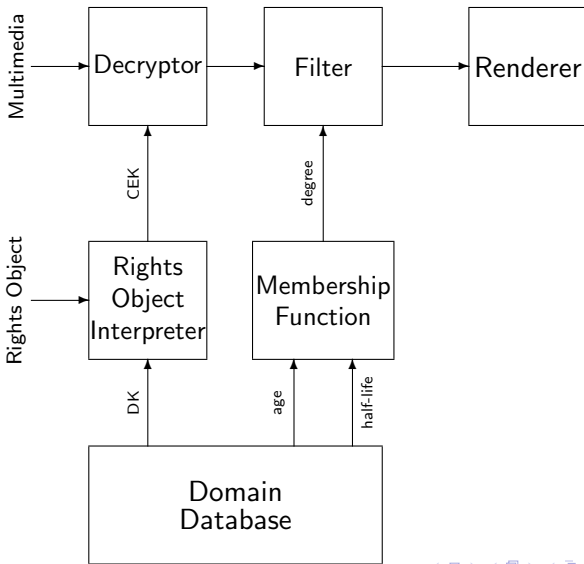 Multimedia
Decryptor
Filter
Renderer
CEK
degree
Rights Object
Rights
Object
Interpreter
Membership
Function
DK
age
half-life
Domain
Database